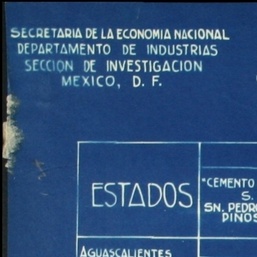 SECRETARIA DE LA ECONOMIA NACIONAL
DEPARTAMENTO DE INDUSTRIAS
SECCION DE INVESTIGACION
MEXICO, D. F.
ESTADOS
"CEMENTO
S.
SN. PEDRO
PINOS
AGUASCALIENTES